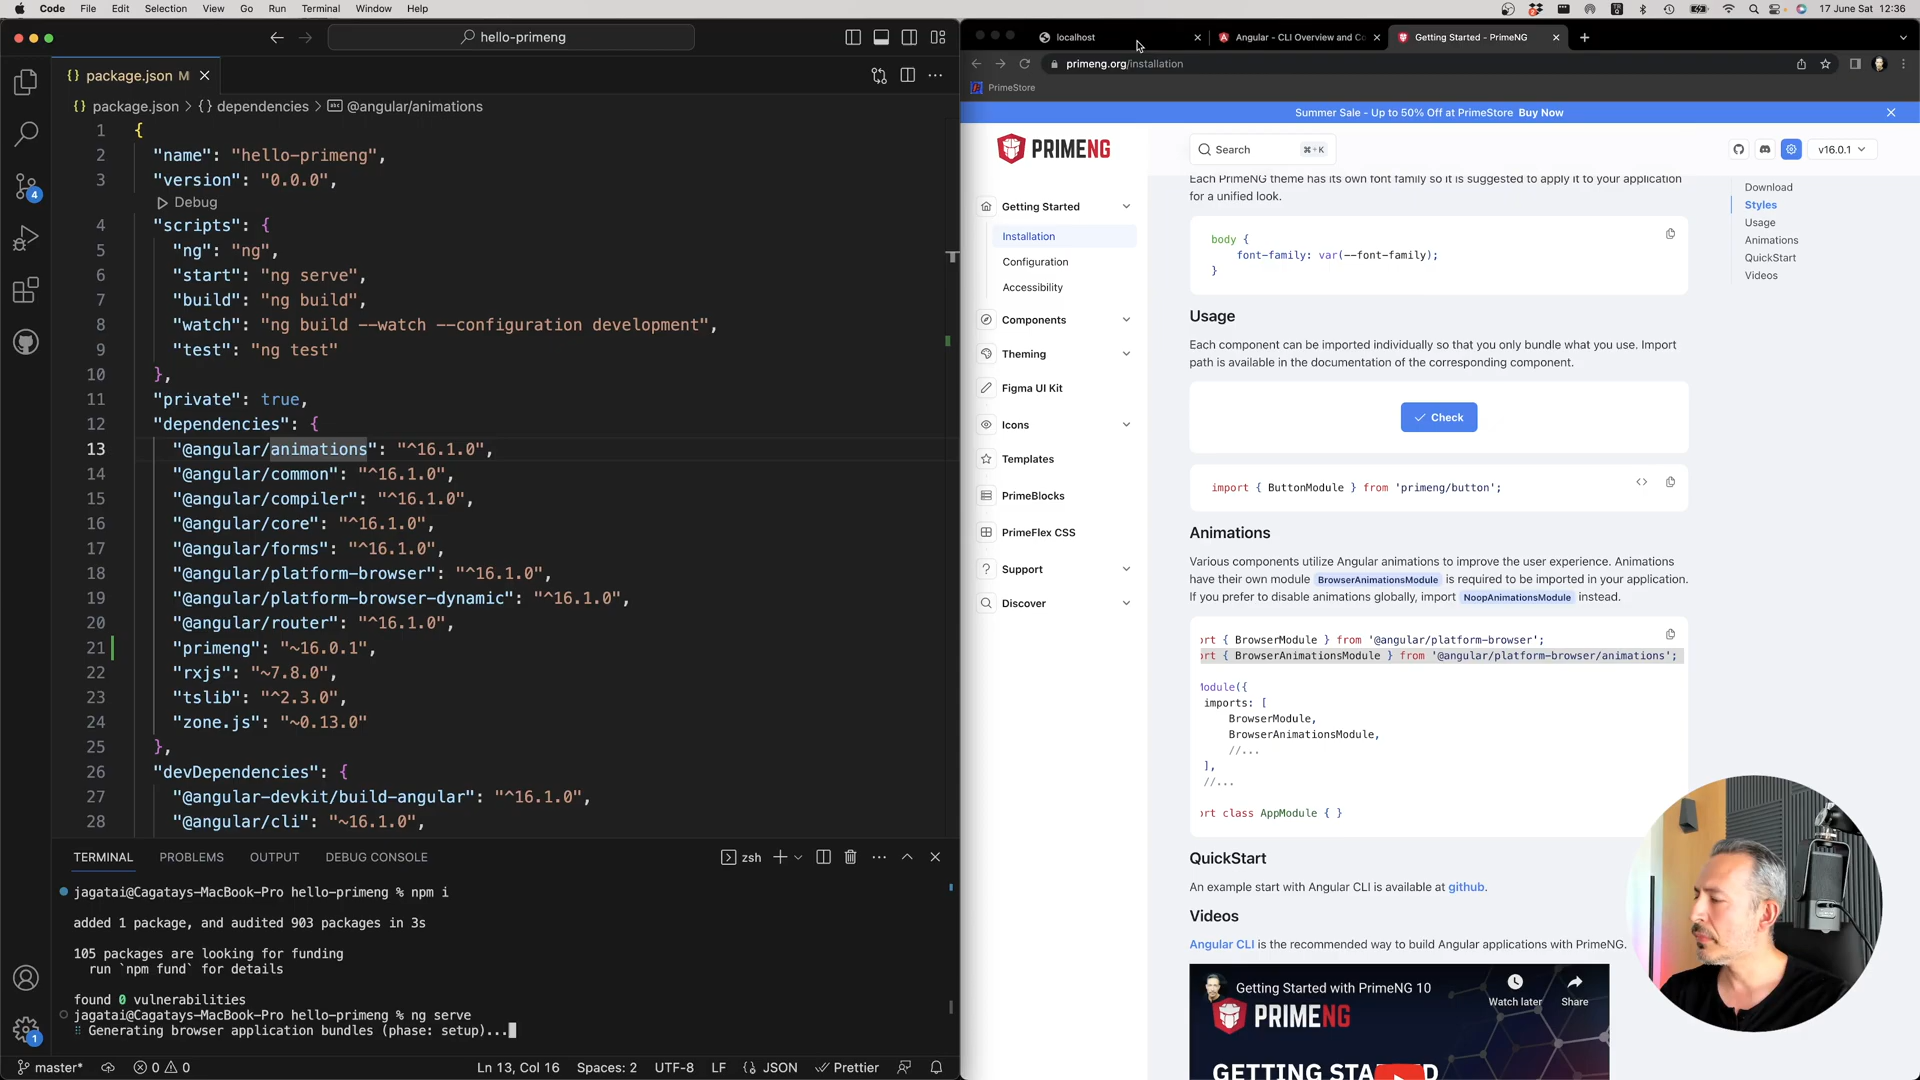 Code File Edit Selection View Go Run Terminal Window Help
17 June Sat 12:36
hello-primeng
package.json M
package.json > {} dependencies > @angular/animations
1 {
2 "name": "hello-primeng",
3 "version": "0.0.0",
Debug
4 "scripts": {
5 "ng": "ng",
6 "start": "ng serve",
7 "build": "ng build",
8 "watch": "ng build --watch --configuration development",
9 "test": "ng test"
10 },
11 "private": true,
12 "dependencies": {
13 "@angular/animations": "^16.1.0",
14 "@angular/common": "^16.1.0",
15 "@angular/compiler": "^16.1.0",
16 "@angular/core": "^16.1.0",
17 "@angular/forms": "^16.1.0",
18 "@angular/platform-browser": "^16.1.0",
19 "@angular/platform-browser-dynamic": "^16.1.0",
20 "@angular/router": "^16.1.0",
21 "primeng": "~16.0.1",
22 "rxjs": "~7.8.0",
23 "tslib": "^2.3.0",
24 "zone.js": "~0.13.0"
25 },
26 "devDependencies": {
27 "@angular-devkit/build-angular": "^16.1.0",
28 "@angular/cli": "~16.1.0",
4
1
TERMINAL PROBLEMS OUTPUT DEBUG CONSOLE
zsh
jagatai@Cagatays-MacBook-Pro hello-primeng % npm i
added 1 package, and audited 903 packages in 3s
105 packages are looking for funding
run `npm fund` for details
found 0 vulnerabilities
jagatai@Cagatays-MacBook-Pro hello-primeng % ng serve
Generating browser application bundles (phase: setup)...
master* 0 0 Ln 13, Col 16 Spaces: 2 UTF-8 LF {} JSON Prettier
localhost
Angular - CLI Overview and Co
Getting Started - PrimeNG
primeng.org/installation
PrimeStore
Summer Sale - Up to 50% Off at PrimeStore Buy Now
PRIMENG
Search ⌘+K
v16.0.1
Getting Started
Installation
Configuration
Accessibility
Components
Theming
Figma UI Kit
Icons
Templates
PrimeBlocks
PrimeFlex CSS
Support
Discover
Each PrimeNG theme has its own font family so it is suggested to apply it to your application
for a unified look.
body {
font-family: var(--font-family);
}
Usage
Each component can be imported individually so that you only bundle what you use. Import
path is available in the documentation of the corresponding component.
Check
import { ButtonModule } from 'primeng/button';
Animations
Various components utilize Angular animations to improve the user experience. Animations
have their own module BrowserAnimationsModule is required to be imported in your application.
If you prefer to disable animations globally, import NoopAnimationsModule instead.
ort { BrowserModule } from '@angular/platform-browser';
ort { BrowserAnimationsModule } from '@angular/platform-browser/animations';
Module({
imports: [
BrowserModule,
BrowserAnimationsModule,
//...
],
//...
ort class AppModule { }
QuickStart
An example start with Angular CLI is available at github.
Videos
Angular CLI is the recommended way to build Angular applications with PrimeNG.
Getting Started with PrimeNG 10
Watch later
Share
PRIMENG
GETTING STARTED
Download
Styles
Usage
Animations
QuickStart
Videos